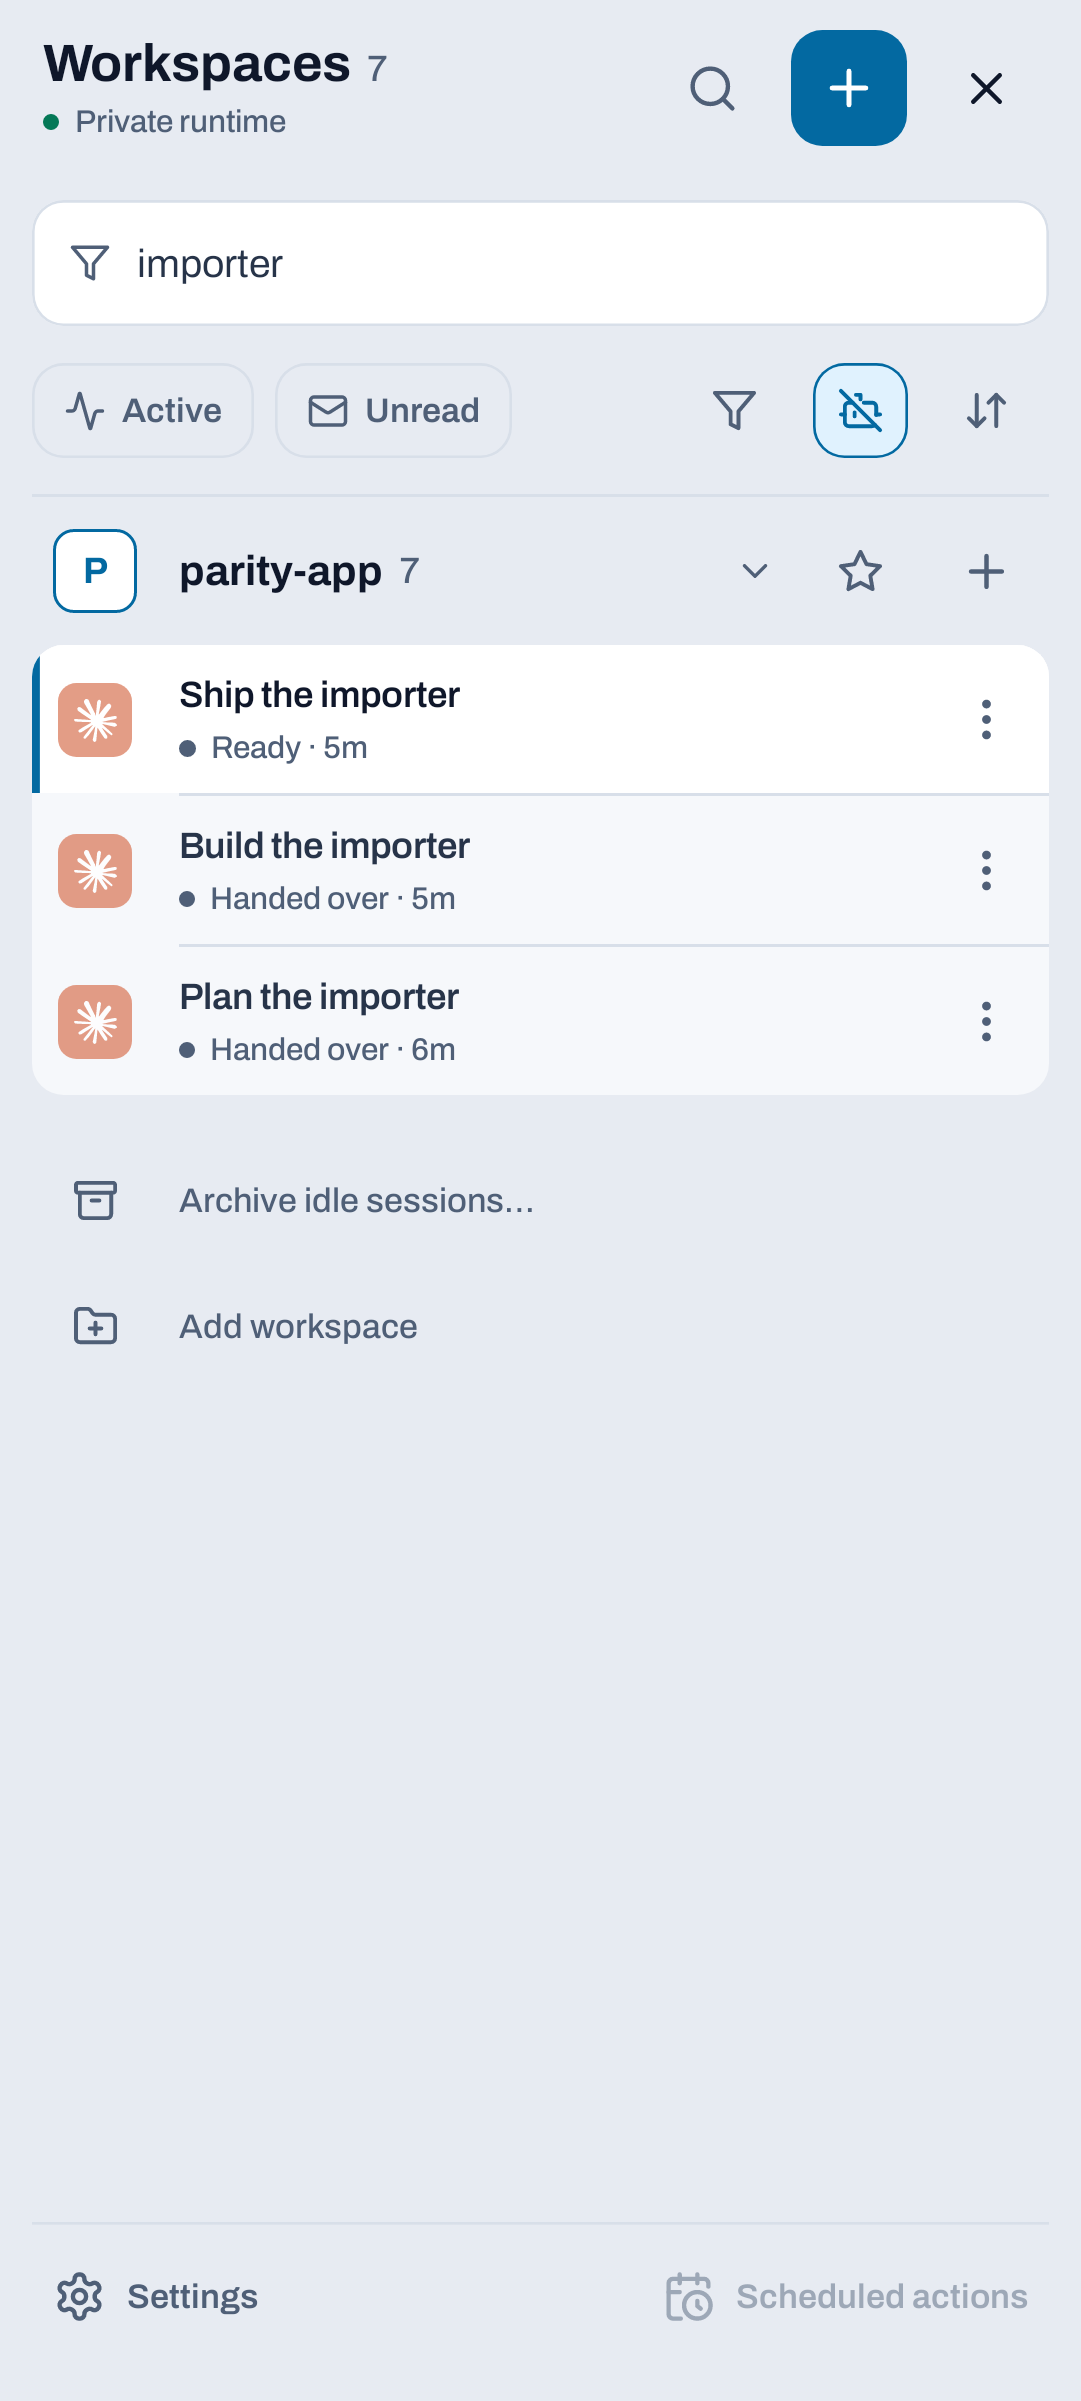 Workspaces 7
Private runtime
importer
Active
Unread
P
parity-app 7
Ship the importer
Ready · 5m
Build the importer
Handed over · 5m
Plan the importer
Handed over · 6m
Archive idle sessions...
Add workspace
Settings
Scheduled actions